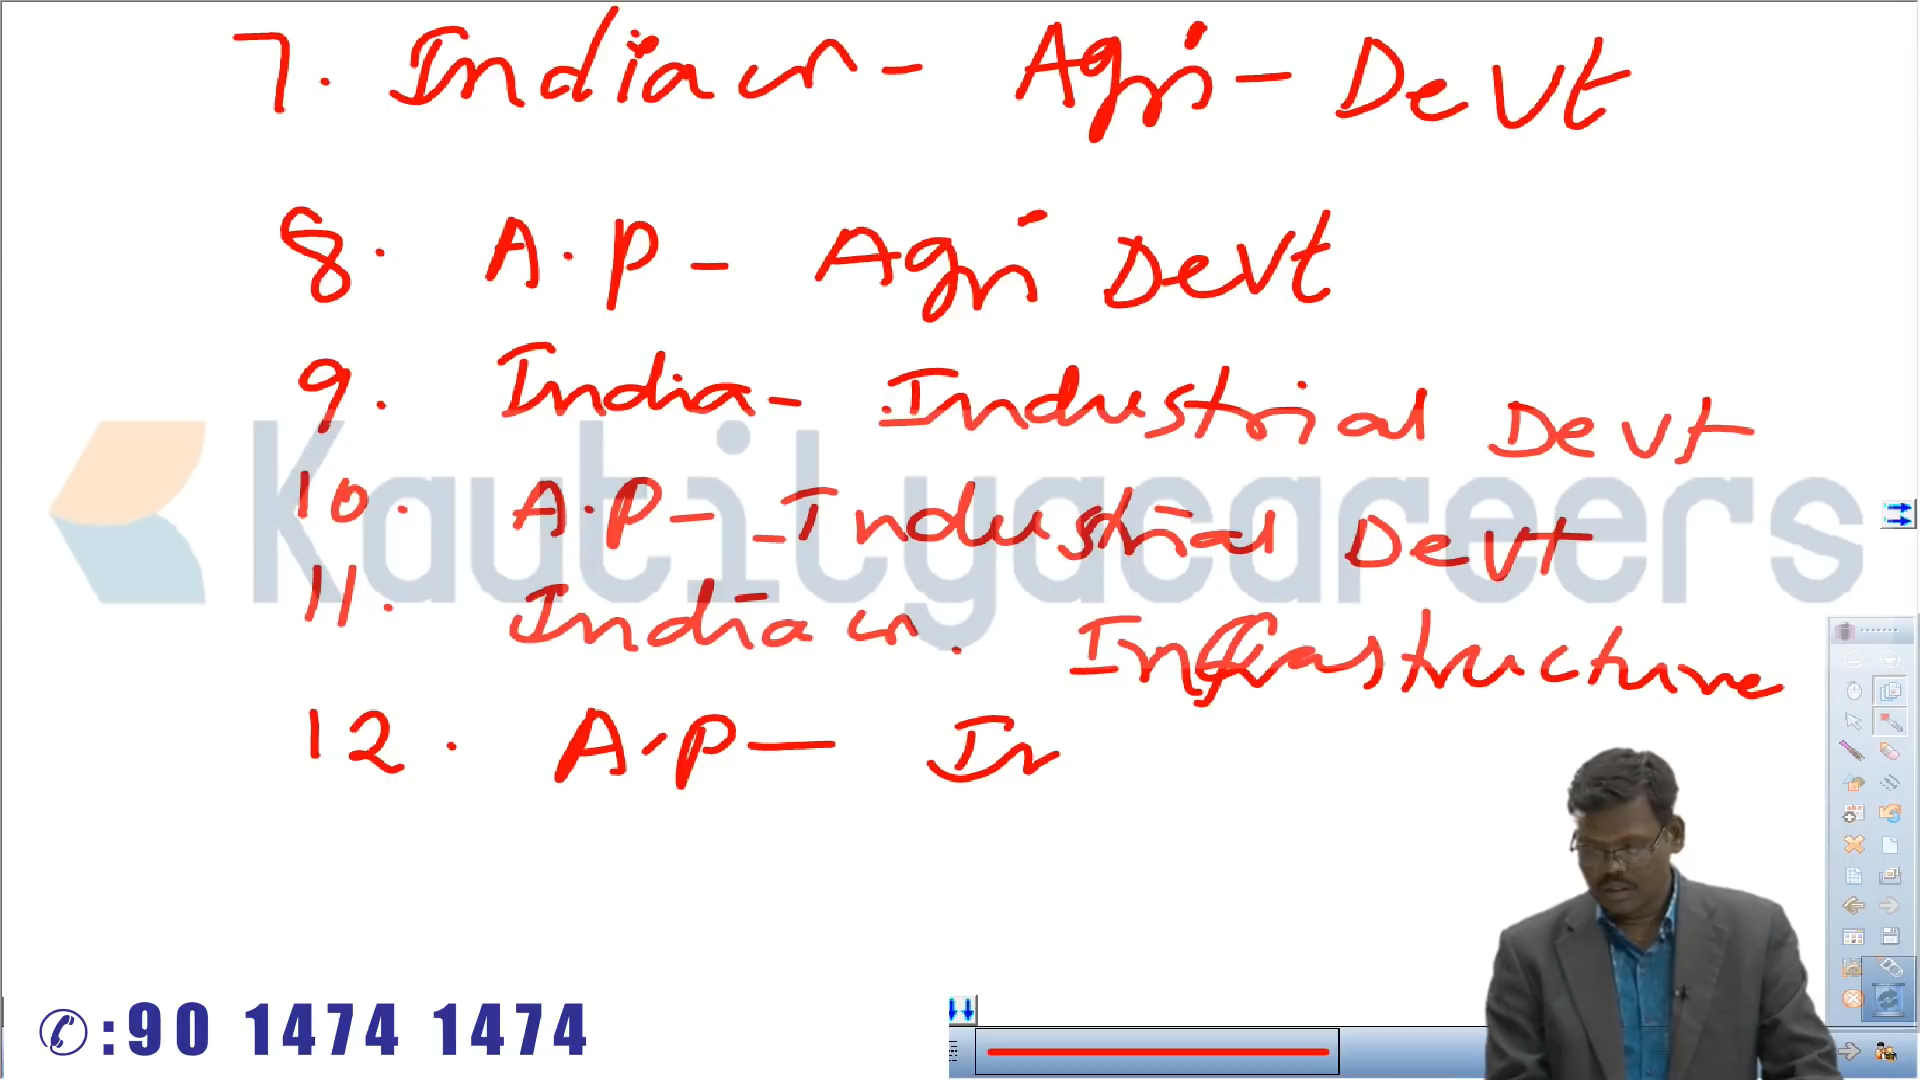 7. Indian - Agri - Devt
8. A.P - Agri Devt
9. India - Industrial Devt
10. A.P - Industrial Devt
11. Indian. Infrastructure
12. A.P - In
Kautilyacareers
✆:90 1474 1474